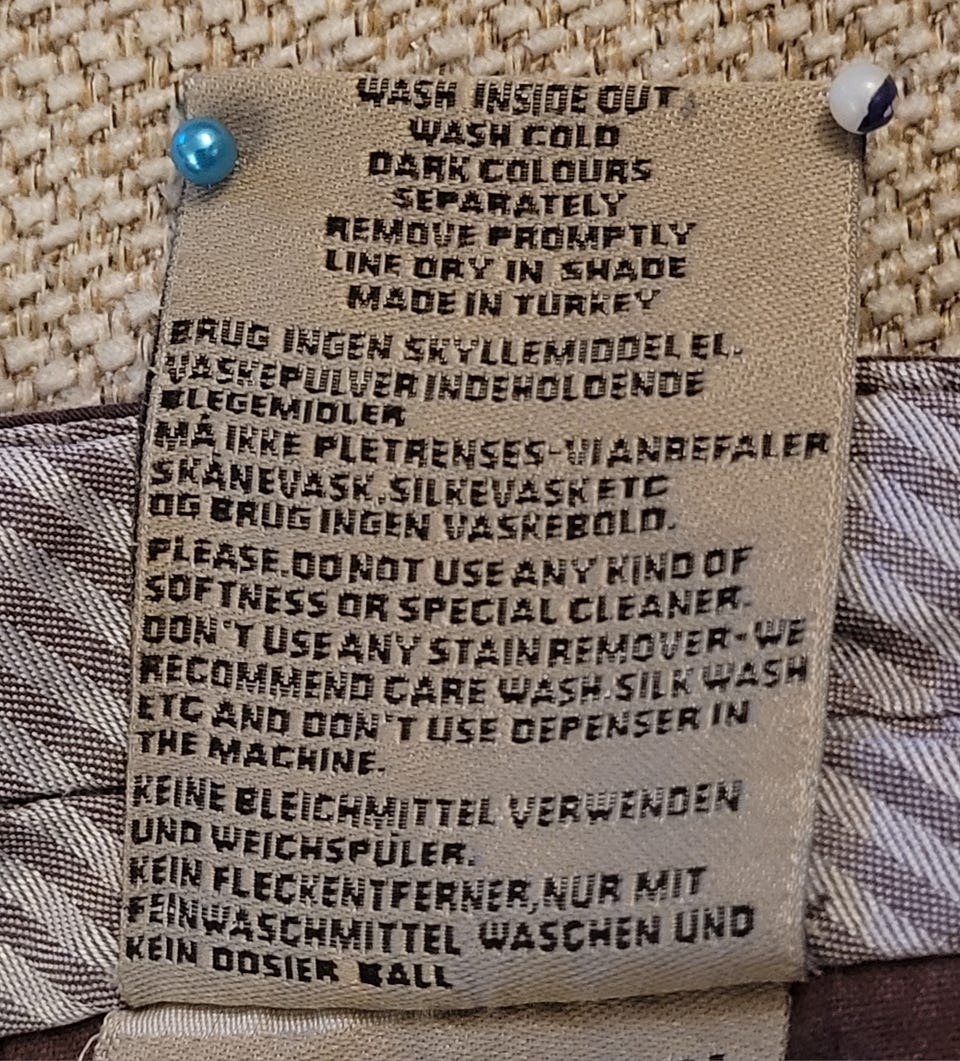 WASH INSIDE OUT
WASH COLD
DARK COLOURS
SEPARATELY
REMOVE PROMPTLY
LINE DRY IN SHADE
MADE IN TURKEY
BRUG INGEN SKYLLEMIDDEL EL.
VASKEPULVER INDEHOLDENDE
BLEGEMIDLER
MÅ IKKE PLETRENSES-VI ANBEFALER
SKÅNEVASK.SILKEVASK ETC
OG BRUG INGEN VASKEBOLD.
PLEASE.DO NOT USE ANY KIND OF
SOFTNESS OR SPECIAL CLEANER.
DON'T USE ANY STAIN REMOVER-WE
RECOMMEND CARE WASH.SILK WASH
ETC AND DON'T USE DEPENSER IN
THE MACHINE.
KEINE BLEICHMITTEL VERWENDEN
UND WEICHSPÜLER.
KEIN FLECKENTFERNER,NUR MIT
FEINWASCHMITTEL WASCHEN UND
KEIN DOSIER BALL